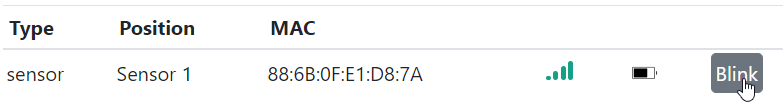 Type Position MAC
sensor Sensor 1 88:6B:0F:E1:D8:7A Blink